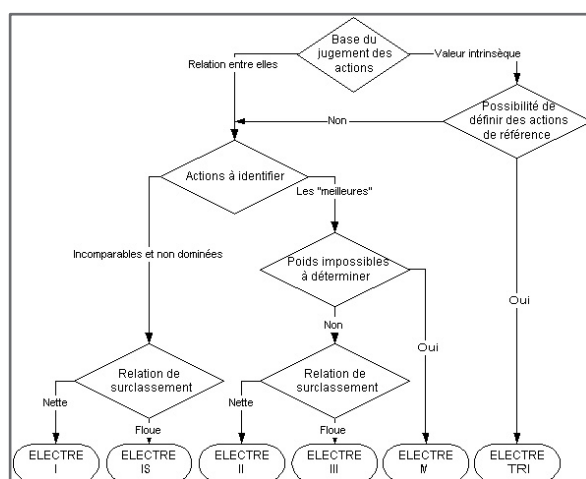 Base du
jugement des
actions
Relation entre elles
Valeur intrinsèque
Possibilité de
définir des actions
de référence
Non
Actions à identifier
Les "meilleures"
Incomparables et non dominées
Poids impossibles
à déterminer
Oui
Non
Oui
Relation de
surclassement
Relation de
surclassement
Nette
Floue
Nette
Floue
ELECTRE
I
ELECTRE
IS
ELECTRE
II
ELECTRE
III
ELECTRE
IV
ELECTRE
TRI